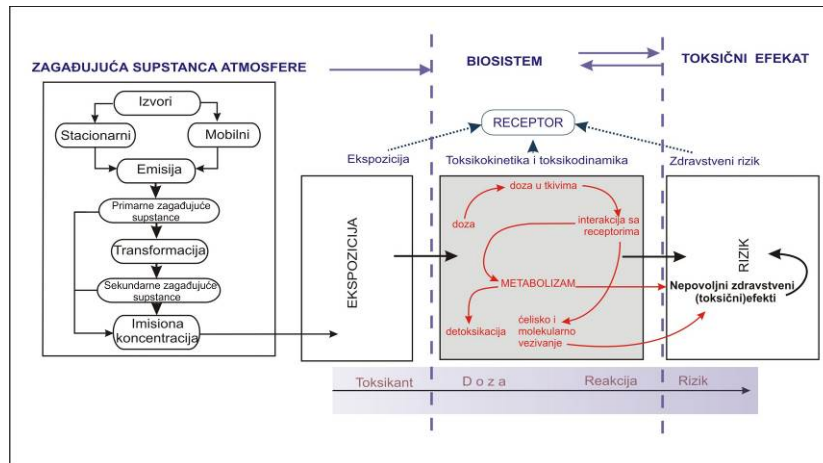 ZAGAĐUJUĆA SUPSTANCA ATMOSFERE
BIOSISTEM
TOKSIČNI EFEKAT
Izvori
Stacionarni
Mobilni
Emisija
Primarne zagađujuće
supstance
Transformacija
Sekundarne zagađujuće
supstance
Imisiona
koncentracija
RECEPTOR
Ekspozicija
Toksikokinetika i toksikodinamika
Zdravstveni rizik
EKSPOZICIJA
doza u tkivima
doza
interakcija sa
receptorima
METABOLIZAM
detoksikacija
ćelisko i
molekularno
vezivanje
RIZIK
Nepovoljni zdravstveni
(toksični)efekti
Toksikant
D o z a
Reakcija
Rizik